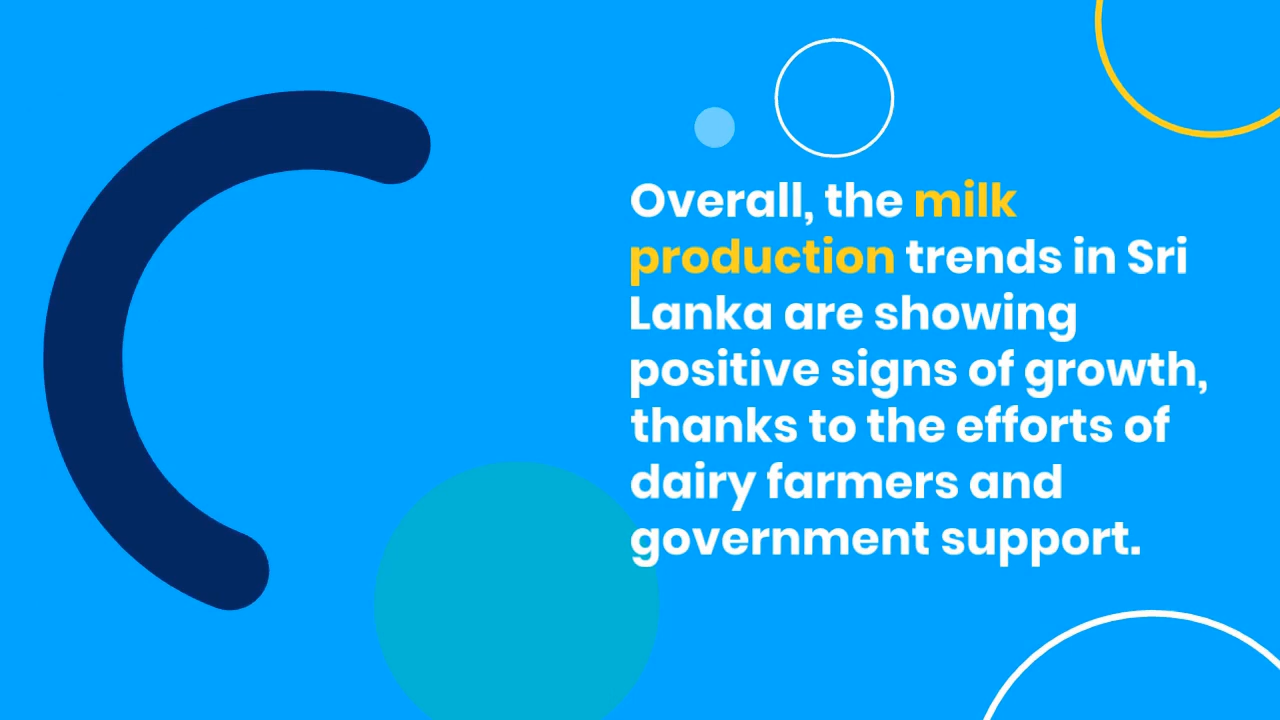 Overall, the milk
production trends in Sri
Lanka are showing
positive signs of growth,
thanks to the efforts of
dairy farmers and
government support.